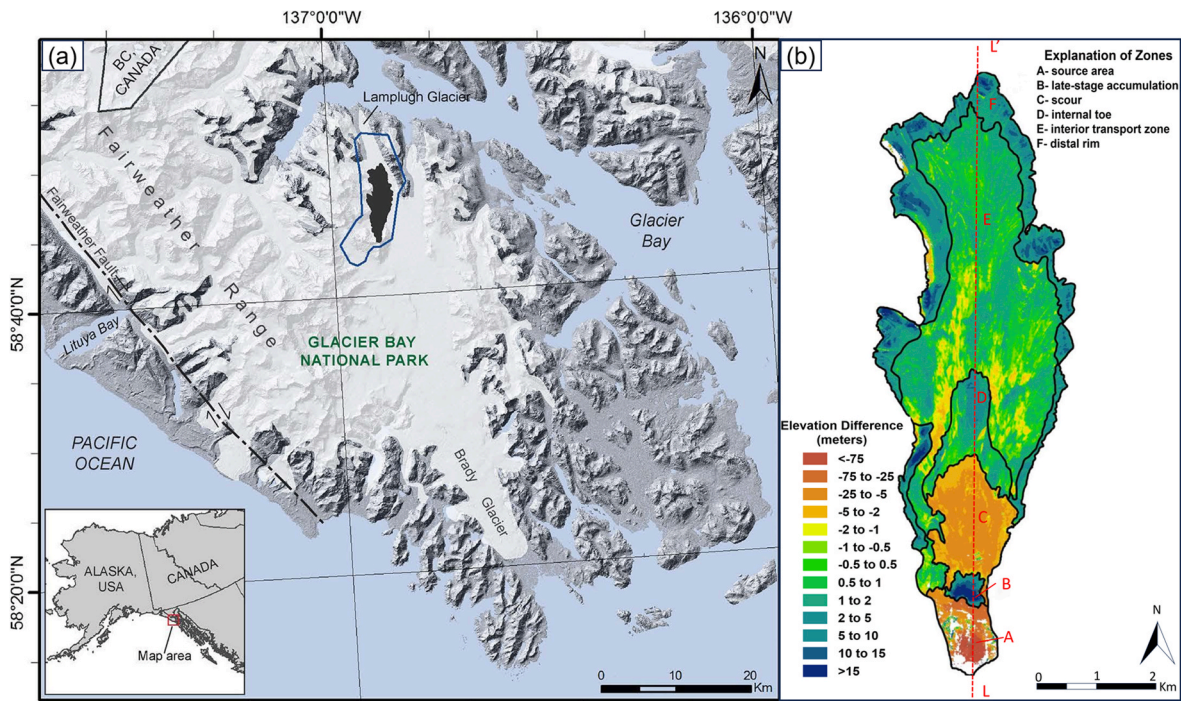 137°0'0"W
136°0'0"W
(a)
BC,
CANADA
N
Lamplugh Glacier
Fairweather
Range
Fairweather Fault
Glacier
Bay
58°40'0"N
Lituya Bay
GLACIER BAY
NATIONAL PARK
PACIFIC
OCEAN
Brady
Glacier
58°20'0"N
ALASKA,
USA
CANADA
Map area
0 10 20
Km
(b)
L'
Explanation of Zones
A- source area
B- late-stage accumulation
C- scour
D- internal toe
E- interior transport zone
F- distal rim
F
E
D
C
B
A
L
Elevation Difference
(meters)
<-75
-75 to -25
-25 to -5
-5 to -2
-2 to -1
-1 to -0.5
-0.5 to 0.5
0.5 to 1
1 to 2
2 to 5
5 to 10
10 to 15
>15
N
0 1 2
Km